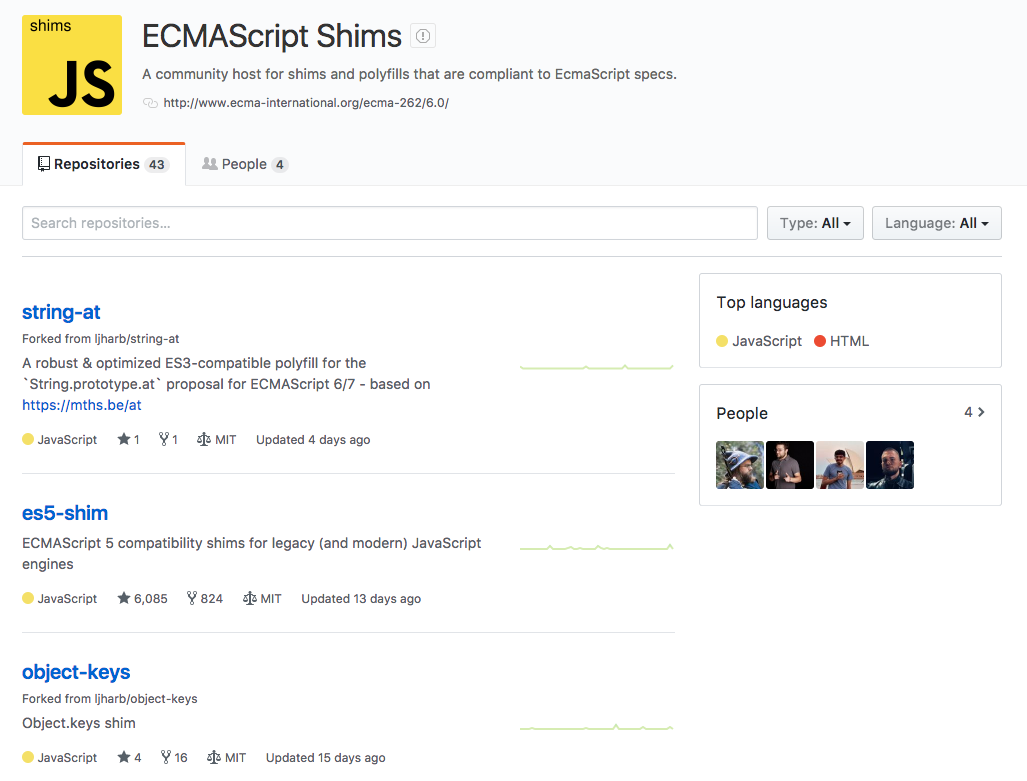 shims
JS
ECMAScript Shims
A community host for shims and polyfills that are compliant to EcmaScript specs.
http://www.ecma-international.org/ecma-262/6.0/
Repositories 43 People 4
Search repositories... Type: All Language: All
string-at
Forked from ljharb/string-at
A robust & optimized ES3-compatible polyfill for the
`String.prototype.at` proposal for ECMAScript 6/7 - based on
https://mths.be/at
JavaScript 1 1 MIT Updated 4 days ago
es5-shim
ECMAScript 5 compatibility shims for legacy (and modern) JavaScript
engines
JavaScript 6,085 824 MIT Updated 13 days ago
object-keys
Forked from ljharb/object-keys
Object.keys shim
JavaScript 4 16 MIT Updated 15 days ago
Top languages
JavaScript HTML
People 4